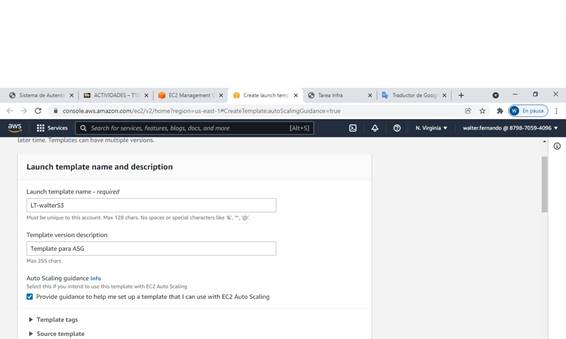 Sistema de Autent
ACTIVIDADES – T1S
EC2 Management
Create launch temp
Tarea Infra
Traductor de Goog
console.aws.amazon.com/ec2/v2/home?region=us-east-1#CreateTemplate:autoScalingGuidance=true
W
En pausa
aws
Services
Search for services, features, blogs, docs, and more
[Alt+S]
N. Virginia
walter.fernando @ 8798-7059-4096
later time. Templates can have multiple versions.
Launch template name and description
Launch template name - required
LT-walterS3
Must be unique to this account. Max 128 chars. No spaces or special characters like '&', '*', '@'.
Template version description
Template para ASG
Max 255 chars
Auto Scaling guidance Info
Select this if you intend to use this template with EC2 Auto Scaling
Provide guidance to help me set up a template that I can use with EC2 Auto Scaling
Template tags
Source template